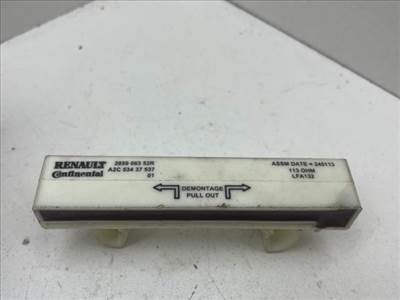 RENAULT 2859 063 52R ASSM DATE = 240113
Continental A2C 534 37 537 113 OHM
01 LFA132
DEMONTAGE
PULL OUT